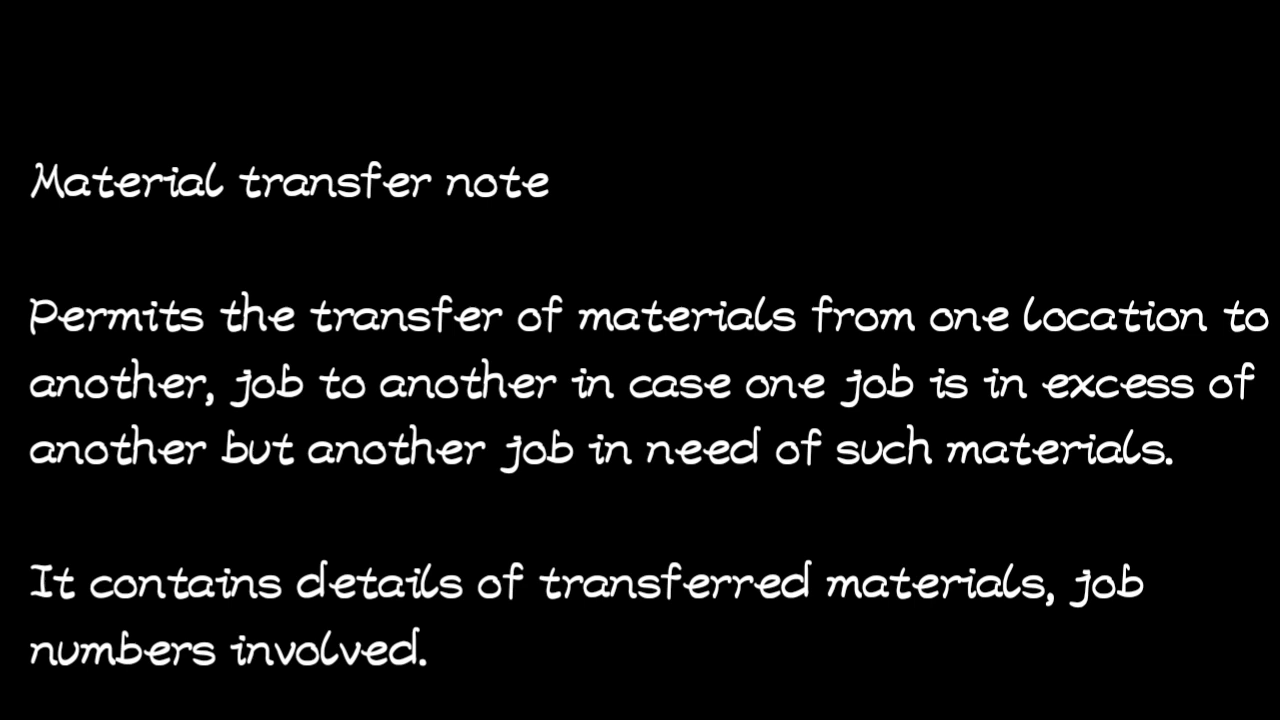 Material transfer note
Permits the transfer of materials from one location to
another, job to another in case one job is in excess of
another but another job in need of such materials.
It contains details of transferred materials, job
numbers involved.